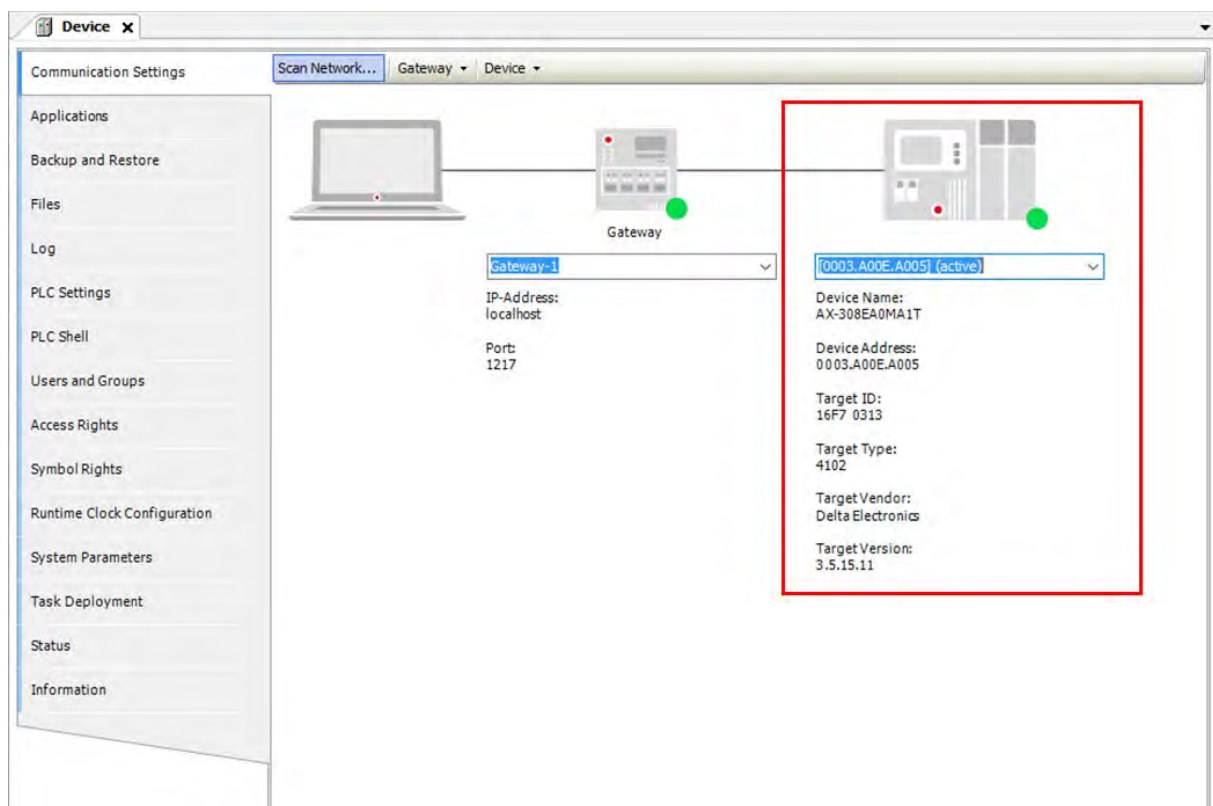 Device
Communication Settings
Applications
Backup and Restore
Files
Log
PLC Settings
PLC Shell
Users and Groups
Access Rights
Symbol Rights
Runtime Clock Configuration
System Parameters
Task Deployment
Status
Information
Scan Network... Gateway Device
Gateway
Gateway-1
IP-Address:
localhost
Port:
1217
[0003.A00E.A005] (active)
Device Name:
AX-308EA0MA1T
Device Address:
0003.A00E.A005
Target ID:
16F7 0313
Target Type:
4102
Target Vendor:
Delta Electronics
Target Version:
3.5.15.11